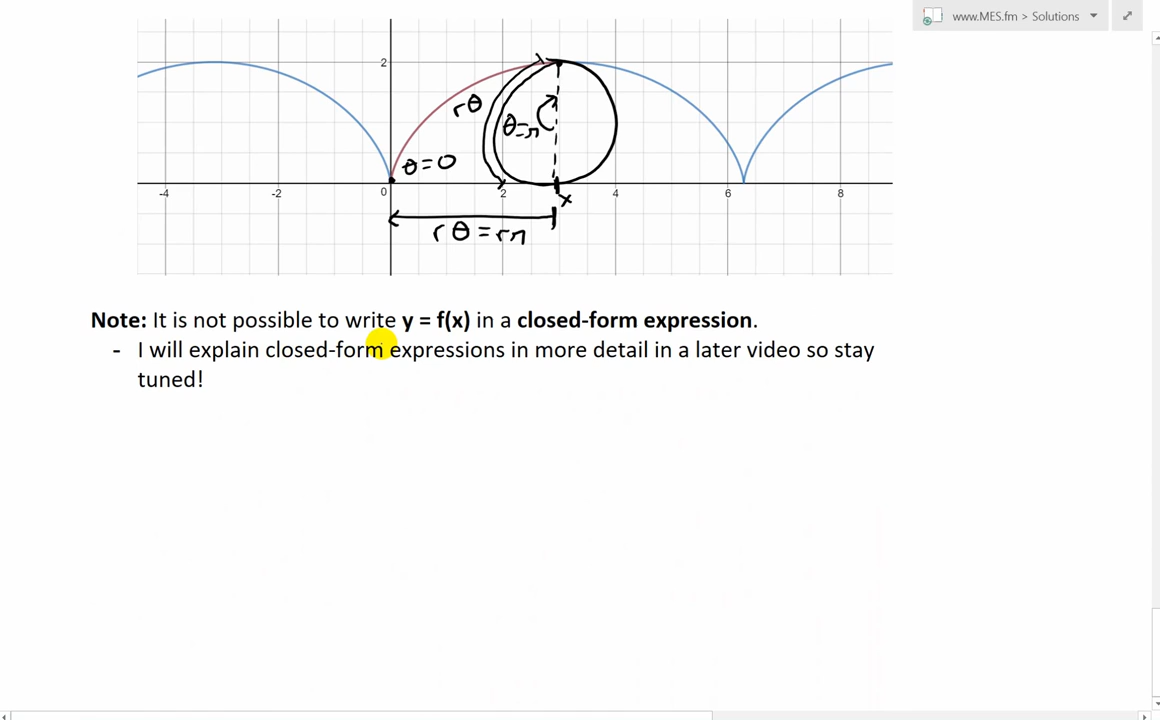 www.MES.fm > Solutions
2
rθ
θ=π
θ=0
-4 -2 0 2 4 6 8
x
rθ=rπ
Note: It is not possible to write y = f(x) in a closed-form expression.
- I will explain closed-form expressions in more detail in a later video so stay
tuned!